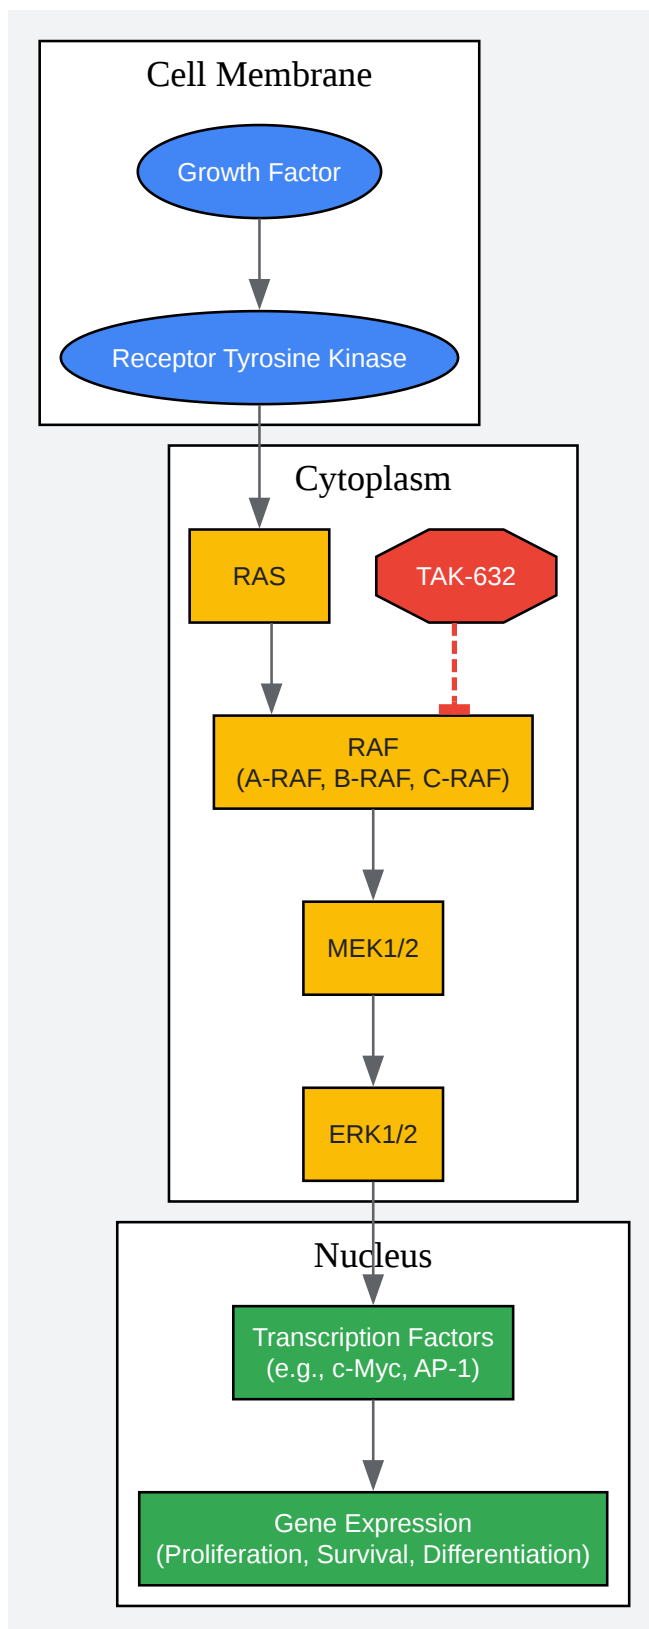 Cell Membrane
Growth Factor
Receptor Tyrosine Kinase
Cytoplasm
RAS
TAK-632
RAF
(A-RAF, B-RAF, C-RAF)
MEK1/2
ERK1/2
Nucleus
Transcription Factors
(e.g., c-Myc, AP-1)
Gene Expression
(Proliferation, Survival, Differentiation)